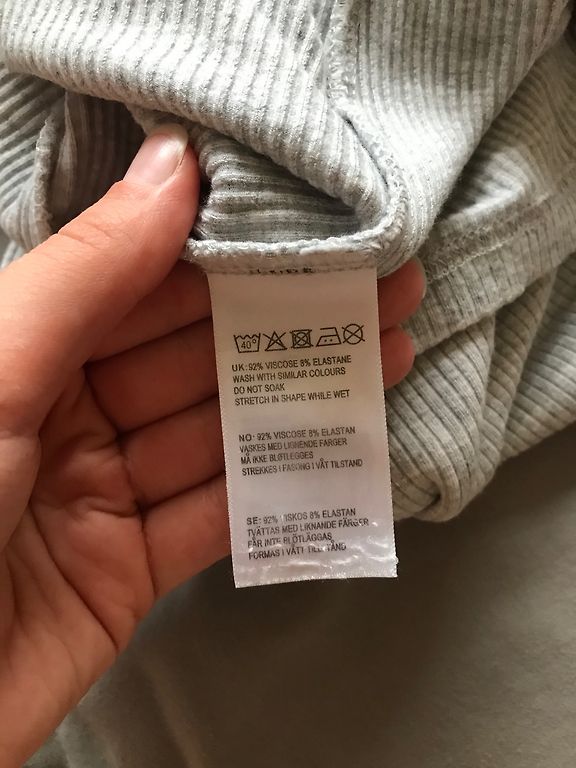 40°
UK: 92% VISCOSE 8% ELASTANE
WASH WITH SIMILAR COLOURS
DO NOT SOAK
STRETCH IN SHAPE WHILE WET
NO: 92% VISCOSE 8% ELASTAN
VASKES MED LIGNENDE FARGER
MÅ IKKE BLØTLEGGES
STREKKES I FASONG I VÅT TILSTAND
SE: 92% VISKOS 8% ELASTAN
TVÄTTAS MED LIKNANDE FÄRGER
FÅR INTE BLÖTLÄGGAS
FORMAS I VÅTT TILLSTÅND